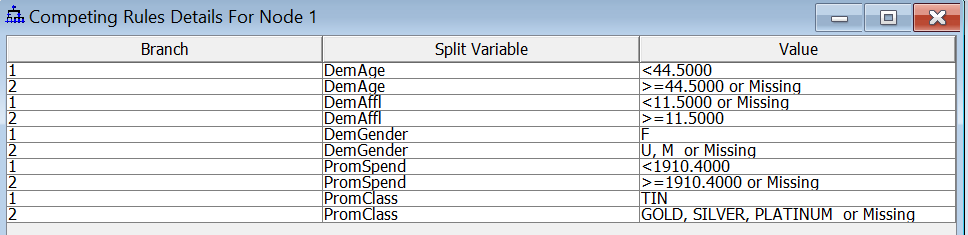 Competing Rules Details For Node 1
Branch Split Variable Value
1 DemAge <44.5000
2 DemAge >=44.5000 or Missing
1 DemAffl <11.5000 or Missing
2 DemAffl >=11.5000
1 DemGender F
2 DemGender U, M  or Missing
1 PromSpend <1910.4000
2 PromSpend >=1910.4000 or Missing
1 PromClass TIN
2 PromClass GOLD, SILVER, PLATINUM  or Missing